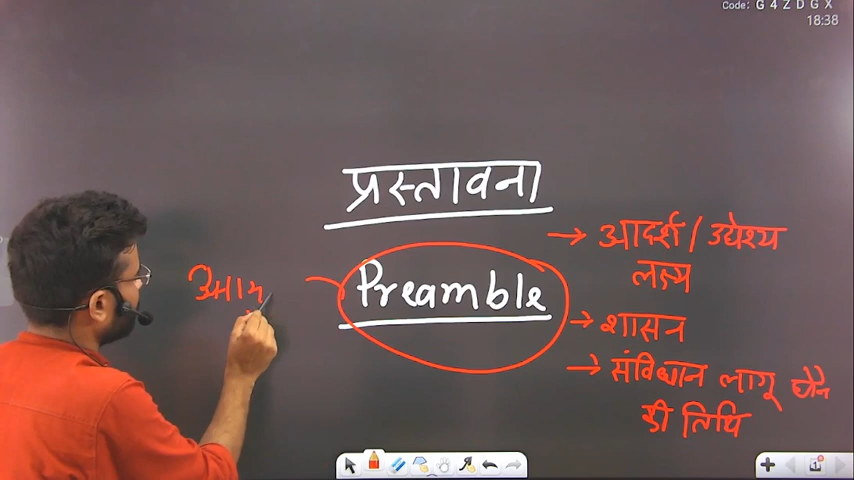 Code: G 4 Z D G X
18:38
प्रस्तावना
Preamble
→ आदर्श / उद्येश्य
लक्ष्य
→ शासन
→ संविधान लागू होने
की तिथि